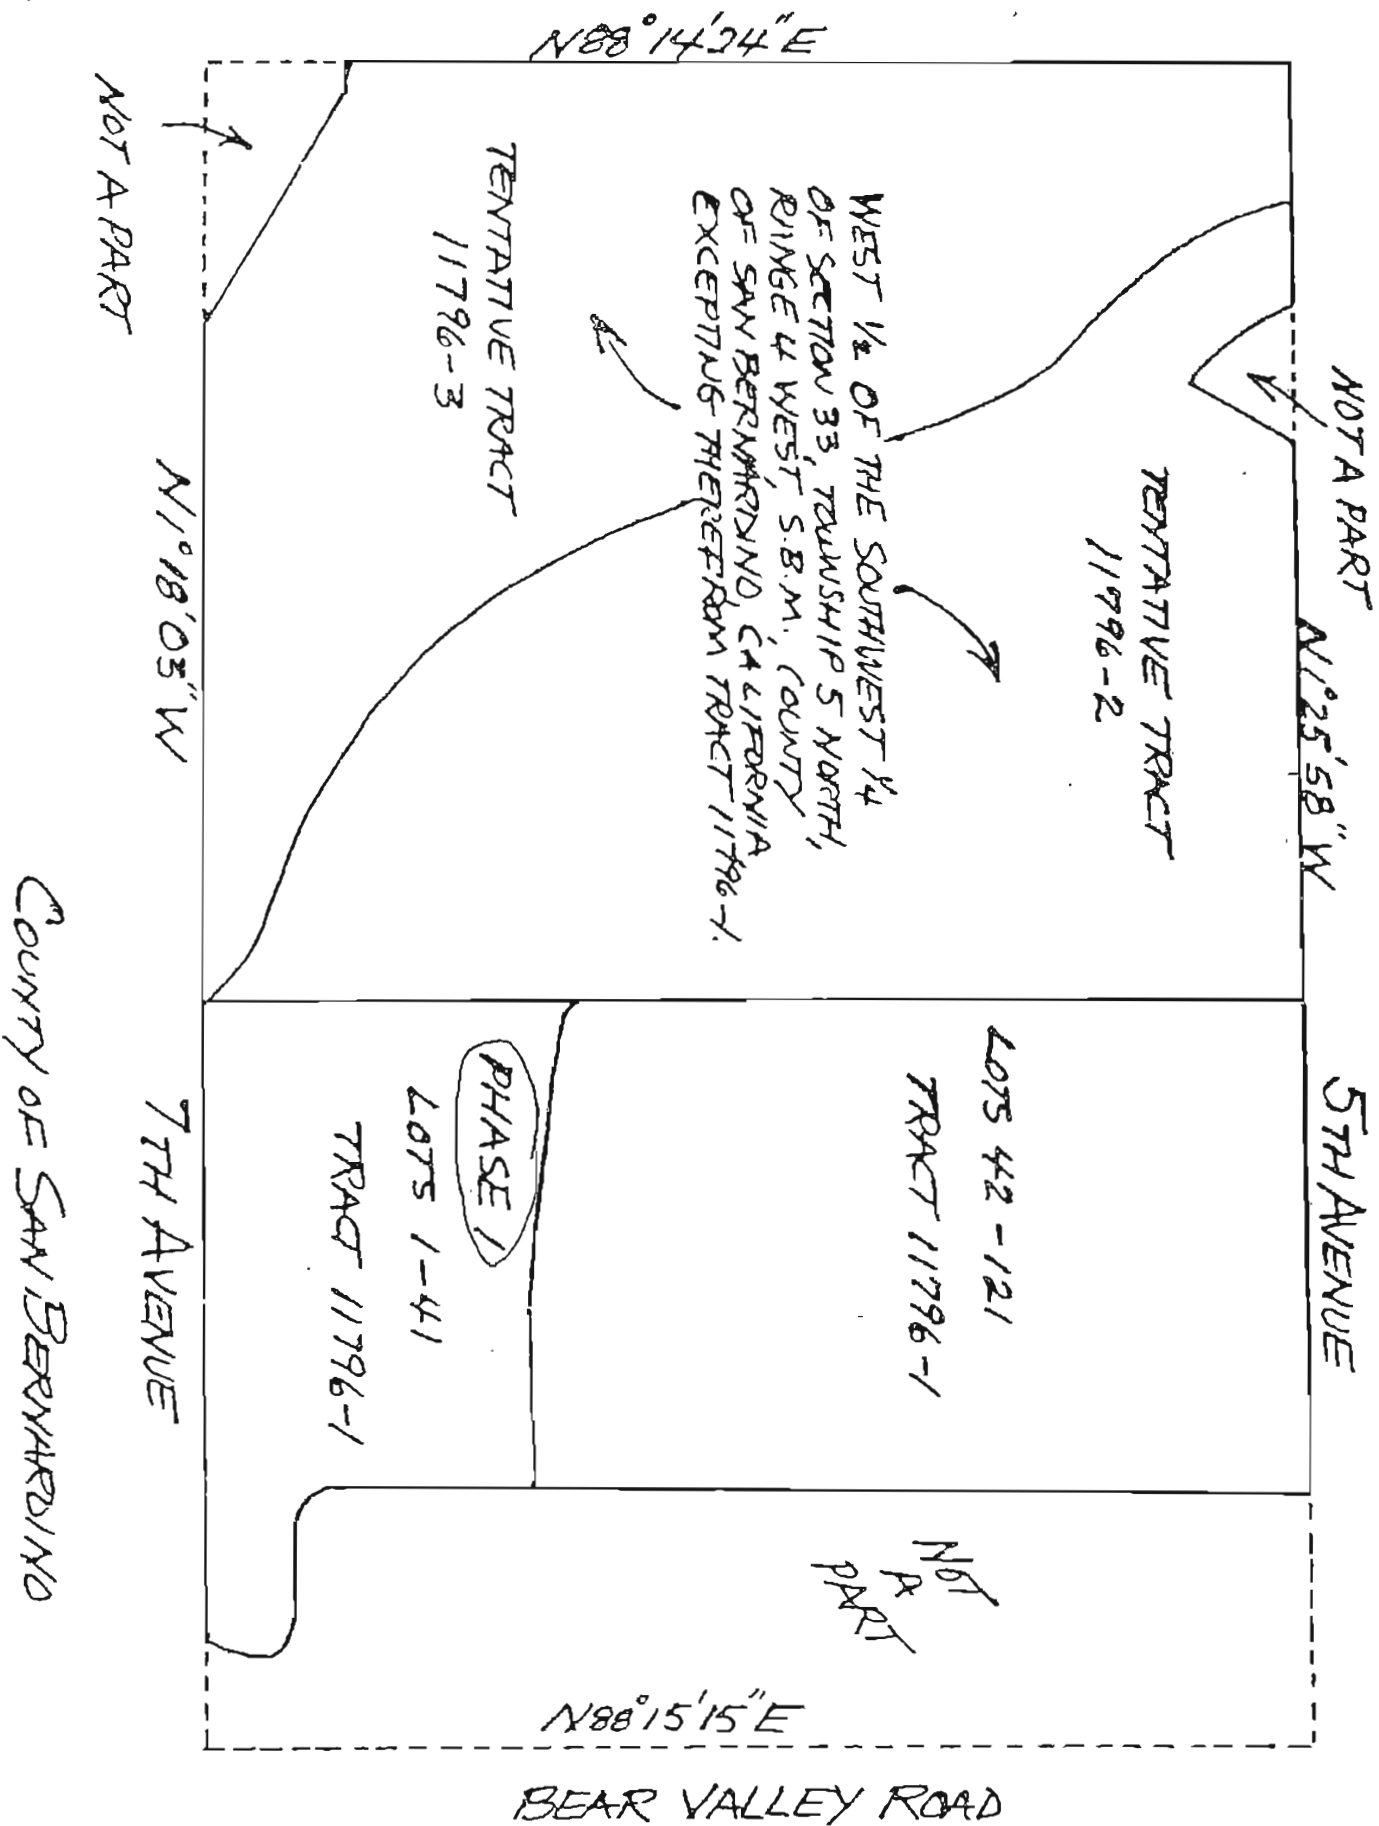 N88°14'24"E
NOT A PART
TENTATIVE TRACT
11796-3
WEST 1/2 OF THE SOUTHWEST 1/4
OF SECTION 33, TOWNSHIP 5 NORTH,
RANGE 4 WEST, S.B.M., COUNTY
OF SAN BERNARDINO, CALIFORNIA
EXCEPTING THEREFROM TRACT 11796-1.
NOT A PART
TENTATIVE TRACT
11796-2
N1°18'03"W
N1°25'58"W
5TH AVENUE
LOTS 42-121
TRACT 11796-1
PHASE 1
LOTS 1-41
TRACT 11796-1
7TH AVENUE
COUNTY OF SAN BERNARDINO
NOT
A
PART
N88°15'15"E
BEAR VALLEY ROAD